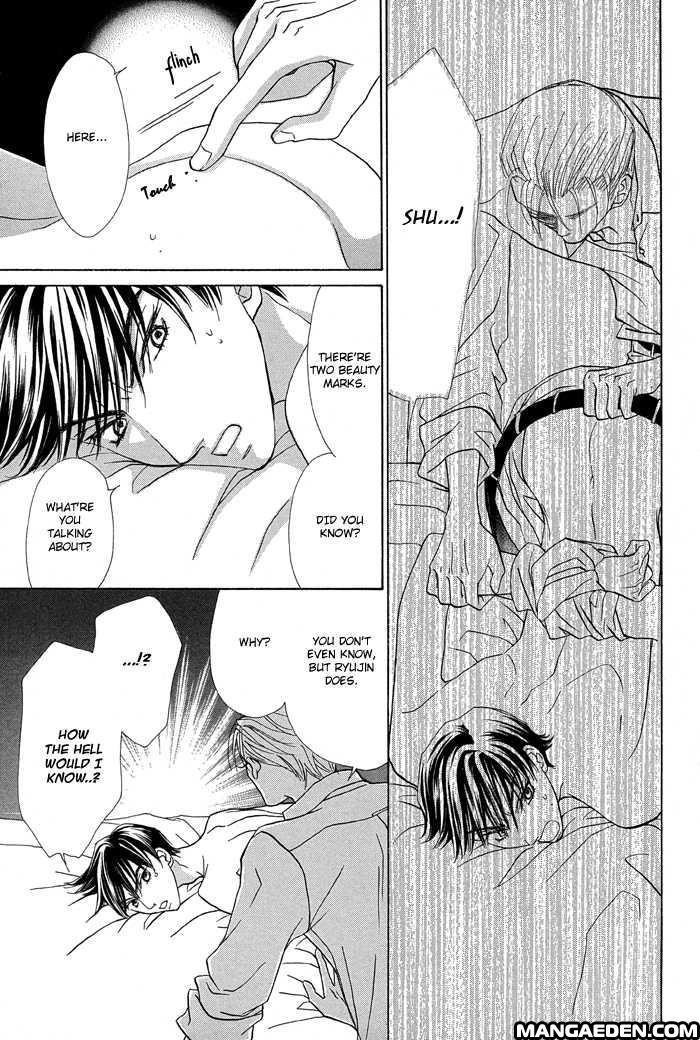 SHU...!
flinch
HERE...
Touch
THERE'RE
TWO BEAUTY
MARKS.
DID YOU
KNOW?
WHAT'RE
YOU
TALKING
ABOUT?
YOU DON'T
EVEN KNOW,
BUT RYUJIN
DOES.
WHY?
...!?
HOW
THE HELL
WOULD I
KNOW..?
MANGAEDEN.COM